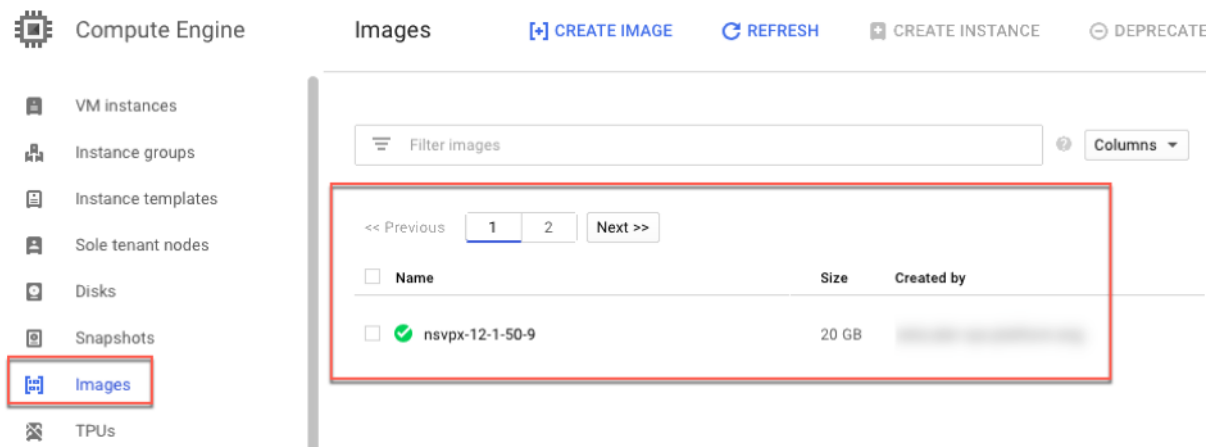 Compute Engine
Images
CREATE IMAGE
REFRESH
CREATE INSTANCE
DEPRECATE
VM instances
Instance groups
Instance templates
Sole tenant nodes
Disks
Snapshots
Images
TPUs
Filter images
Columns
<< Previous 1 2 Next >>
Name Size Created by
nsvpx-12-1-50-9 20 GB